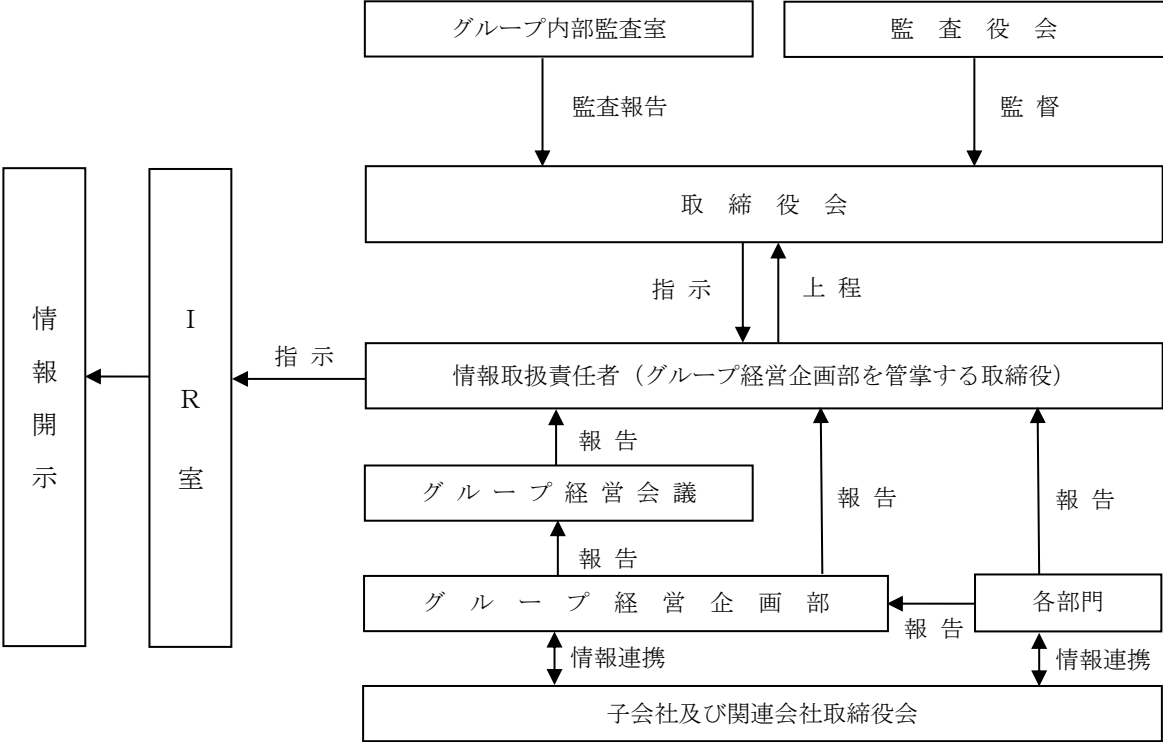 グループ内部監査室
監 査 役 会
監査報告
監 督
取 締 役 会
指 示
上 程
情報開示
ＩＲ室
指 示
情報取扱責任者（グループ経営企画部を管掌する取締役）
報 告
グ ル ー プ 経 営 会 議
報 告
報 告
報 告
グ ル ー プ 経 営 企 画 部
各部門
報 告
情報連携
情報連携
子会社及び関連会社取締役会